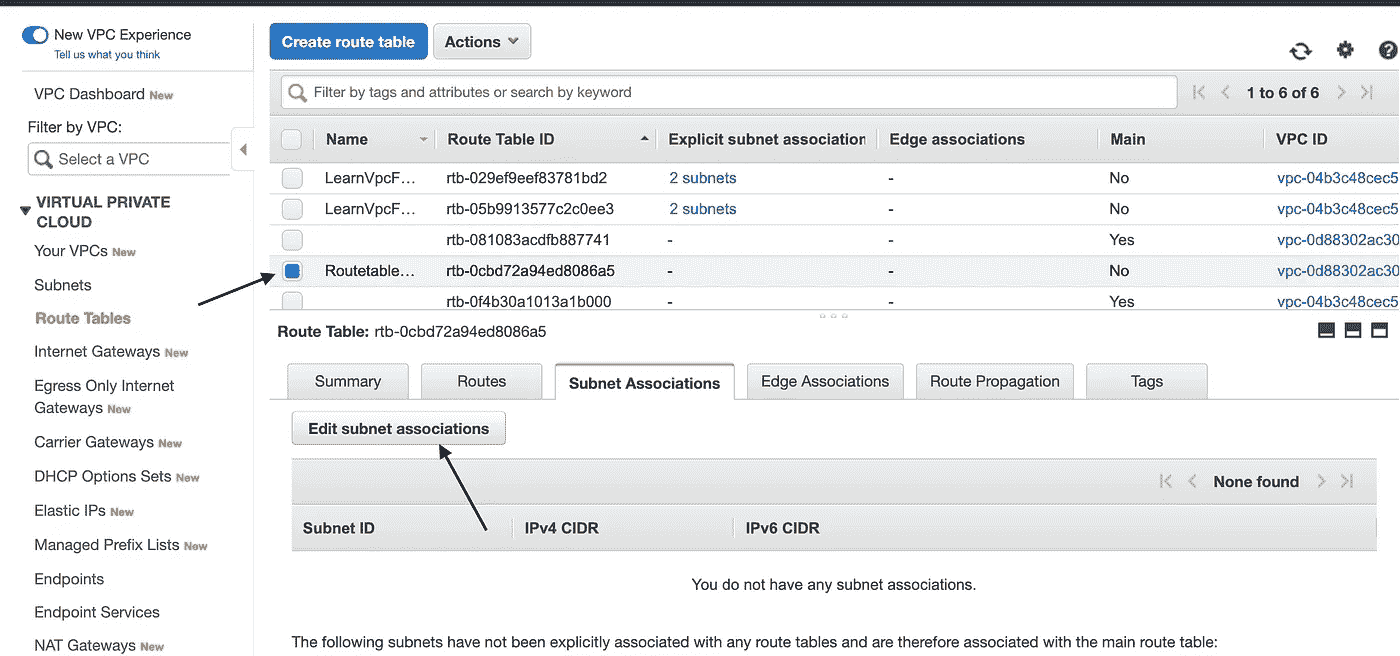 New VPC Experience
Tell us what you think
VPC Dashboard New
Filter by VPC:
Select a VPC
VIRTUAL PRIVATE
CLOUD
Your VPCs New
Subnets
Route Tables
Internet Gateways New
Egress Only Internet
Gateways New
Carrier Gateways New
DHCP Options Sets New
Elastic IPs New
Managed Prefix Lists New
Endpoints
Endpoint Services
NAT Gateways New
Create route table Actions
Filter by tags and attributes or search by keyword
1 to 6 of 6
Name Route Table ID Explicit subnet association Edge associations Main VPC ID
LearnVpcF... rtb-029ef9eef83781bd2 2 subnets - No vpc-04b3c48cec5
LearnVpcF... rtb-05b9913577c2c0ee3 2 subnets - No vpc-04b3c48cec5
rtb-081083acdfb887741 - - Yes vpc-0d88302ac30
Routetable... rtb-0cbd72a94ed8086a5 - - No vpc-0d88302ac30
rtb-0f4b30a1013a1b000 - - Yes vpc-04b3c48cec5
Route Table: rtb-0cbd72a94ed8086a5
Summary Routes Subnet Associations Edge Associations Route Propagation Tags
Edit subnet associations
None found
Subnet ID IPv4 CIDR IPv6 CIDR
You do not have any subnet associations.
The following subnets have not been explicitly associated with any route tables and are therefore associated with the main route table: